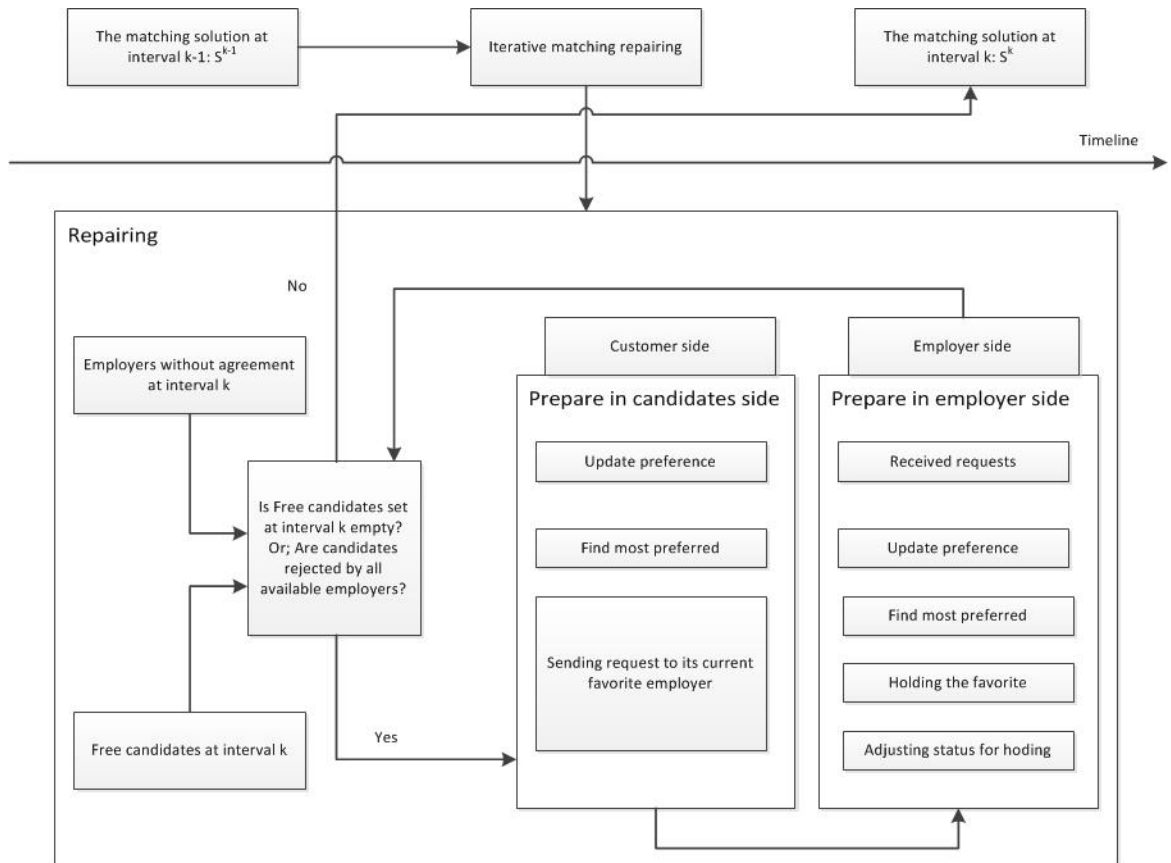 The matching solution at
interval k-1: S^k-1
Iterative matching repairing
The matching solution at
interval k: S^k
Timeline
Repairing
No
Employers without agreement
at interval k
Customer side
Employer side
Prepare in candidates side
Prepare in employer side
Update preference
Received requests
Is Free candidates set
at interval k empty?
Or; Are candidates
rejected by all
available employers?
Find most preferred
Update preference
Find most preferred
Sending request to its current
favorite employer
Holding the favorite
Free candidates at interval k
Yes
Adjusting status for hoding